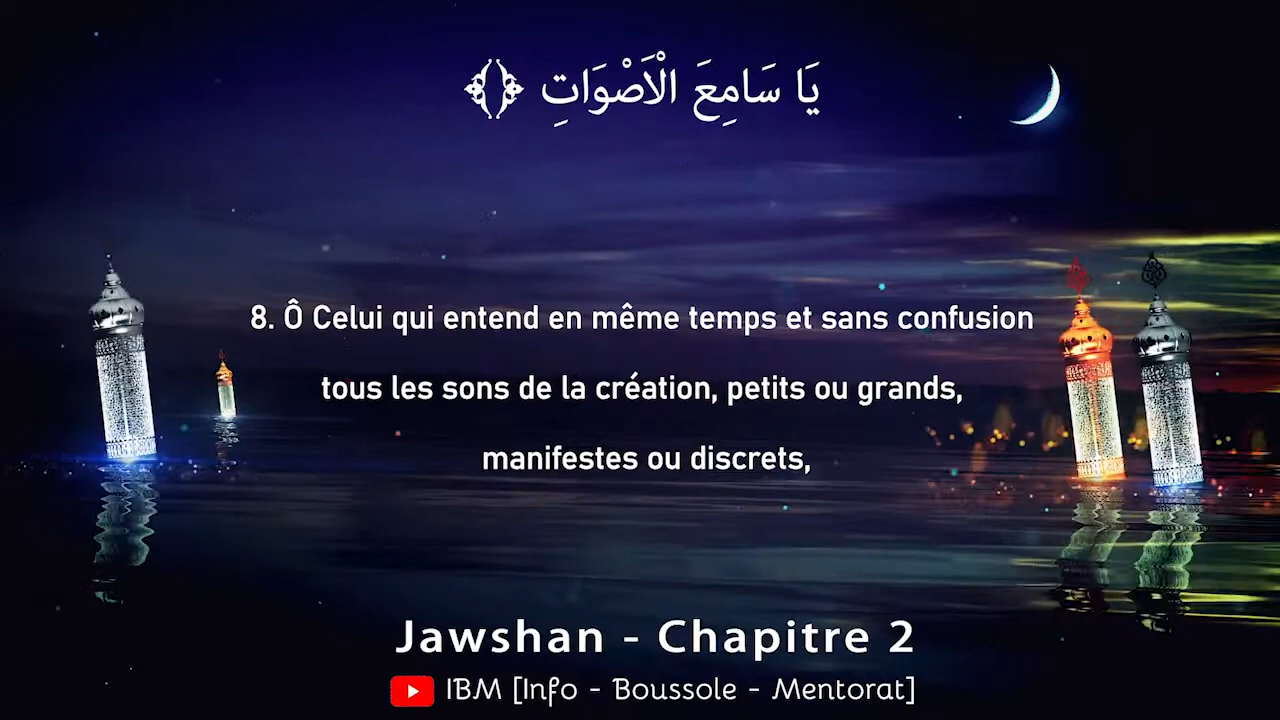 يَا سَامِعَ الْاَصْوَاتِ
8. Ô Celui qui entend en même temps et sans confusion
tous les sons de la création, petits ou grands,
manifestes ou discrets,
Jawshan - Chapitre 2
IBM [Info - Boussole - Mentorat]